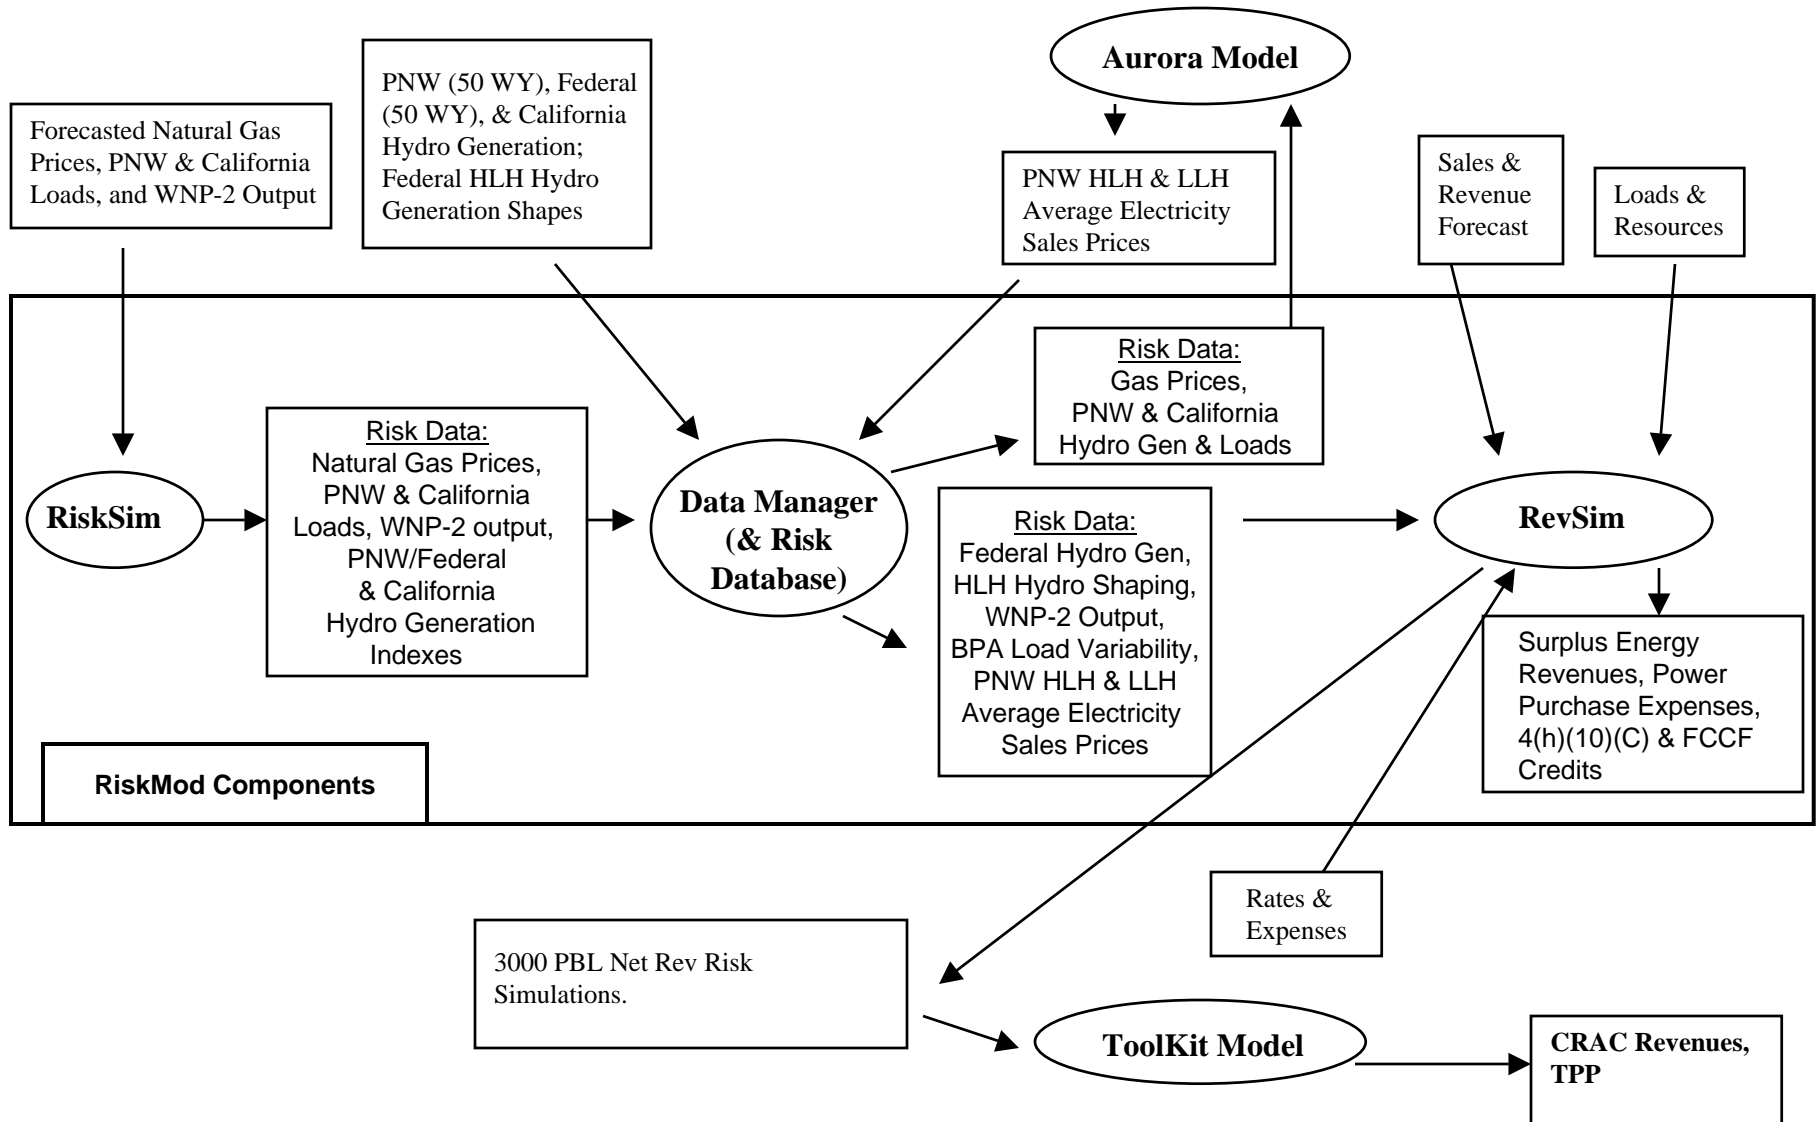 Aurora Model
PNW (50 WY), Federal
(50 WY), & California
Hydro Generation;
Federal HLH Hydro
Generation Shapes
Forecasted Natural Gas
Prices, PNW & California
Loads, and WNP-2 Output
PNW HLH & LLH
Average Electricity
Sales Prices
Sales &
Revenue
Forecast
Loads &
Resources
Risk Data:
Gas Prices,
PNW & California
Hydro Gen & Loads
RiskSim
Risk Data:
Natural Gas Prices,
PNW & California
Loads, WNP-2 output,
PNW/Federal
& California
Hydro Generation
Indexes
Data Manager
(& Risk
Database)
Risk Data:
Federal Hydro Gen,
HLH Hydro Shaping,
WNP-2 Output,
BPA Load Variability,
PNW HLH & LLH
Average Electricity
Sales Prices
RevSim
Surplus Energy
Revenues, Power
Purchase Expenses,
4(h)(10)(C) & FCCF
Credits
RiskMod Components
Rates &
Expenses
3000 PBL Net Rev Risk
Simulations.
ToolKit Model
CRAC Revenues,
TPP